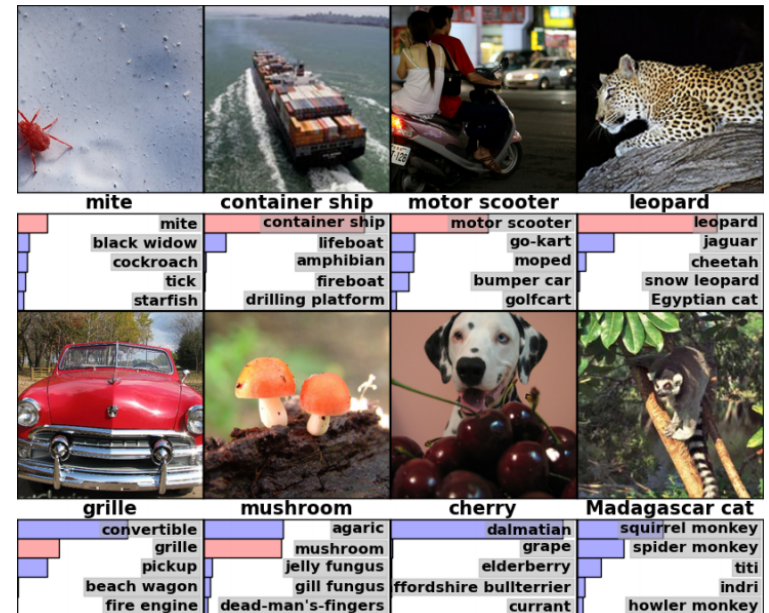 mite
container ship
motor scooter
leopard
mite
black widow
cockroach
tick
starfish
container ship
lifeboat
amphibian
fireboat
drilling platform
motor scooter
go-kart
moped
bumper car
golfcart
leopard
jaguar
cheetah
snow leopard
Egyptian cat
grille
mushroom
cherry
Madagascar cat
convertible
grille
pickup
beach wagon
fire engine
agaric
mushroom
jelly fungus
gill fungus
dead-man's-fingers
dalmatian
grape
elderberry
ffordshire bullterrier
currant
squirrel monkey
spider monkey
titi
indri
howler monkey